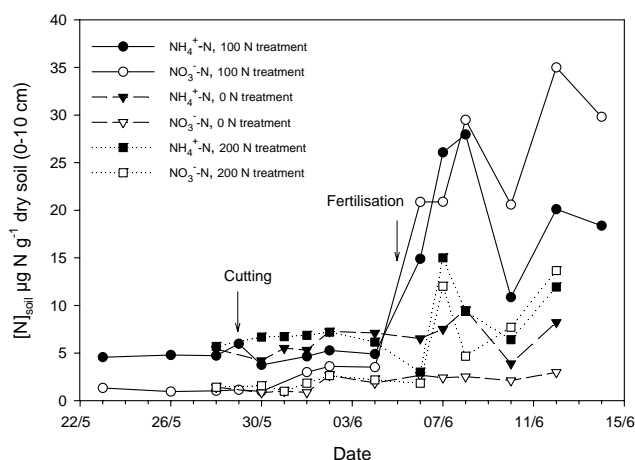 40
35
30
25
20
15
10
5
0
[N]soil µg N g-1 dry soil (0-10 cm)
NH4+-N, 100 N treatment
NO3--N, 100 N treatment
NH4+-N, 0 N treatment
NO3--N, 0 N treatment
NH4+-N, 200 N treatment
NO3--N, 200 N treatment
Fertilisation
Cutting
22/5 26/5 30/5 03/6 07/6 11/6 15/6
Date